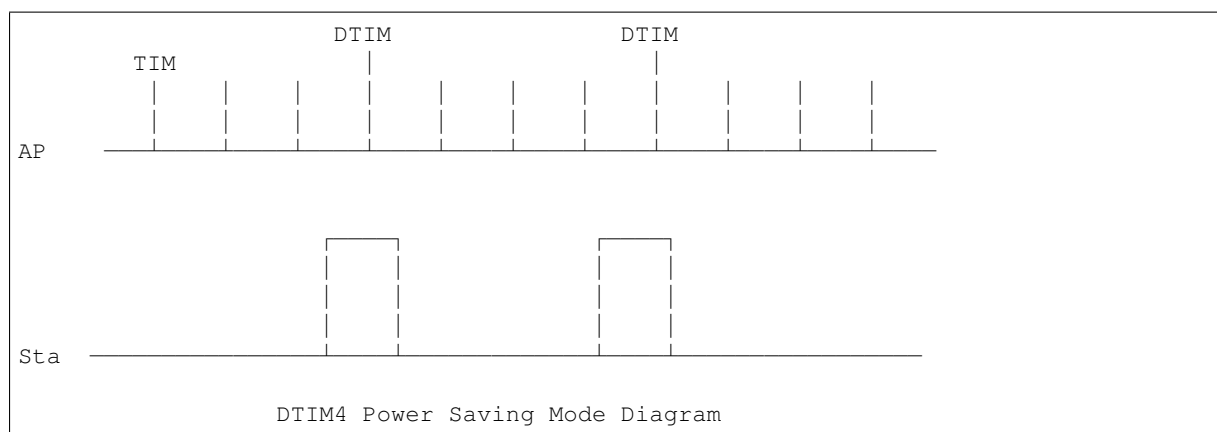 DTIM DTIM
TIM
AP
Sta
DTIM4 Power Saving Mode Diagram